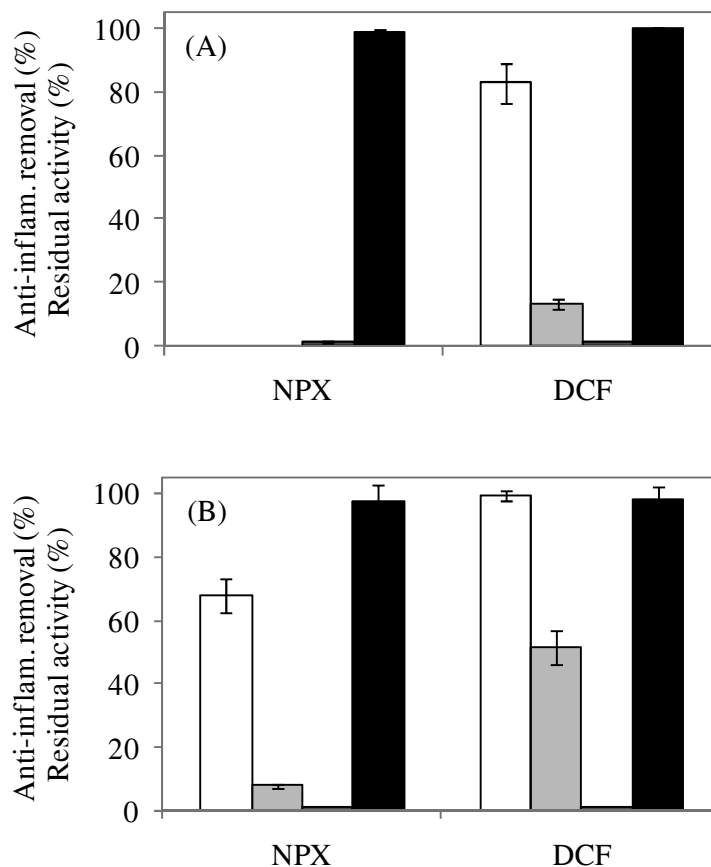 Anti-inflam. removal (%)
Residual activity (%)
(A)
100
80
60
40
20
0
NPX DCF
Anti-inflam. removal (%)
Residual activity (%)
(B)
100
80
60
40
20
0
NPX DCF